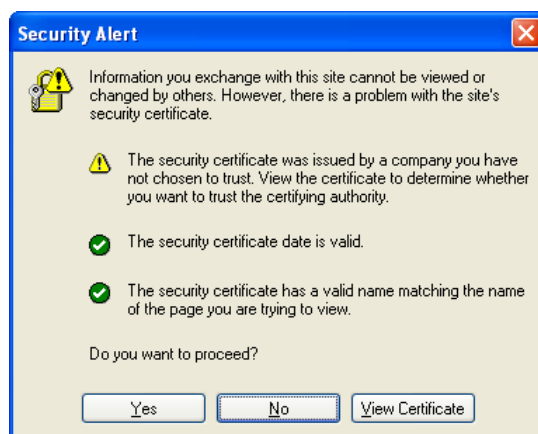 Security Alert
Information you exchange with this site cannot be viewed or
changed by others. However, there is a problem with the site's
security certificate.
The security certificate was issued by a company you have
not chosen to trust. View the certificate to determine whether
you want to trust the certifying authority.
The security certificate date is valid.
The security certificate has a valid name matching the name
of the page you are trying to view.
Do you want to proceed?
Yes No View Certificate